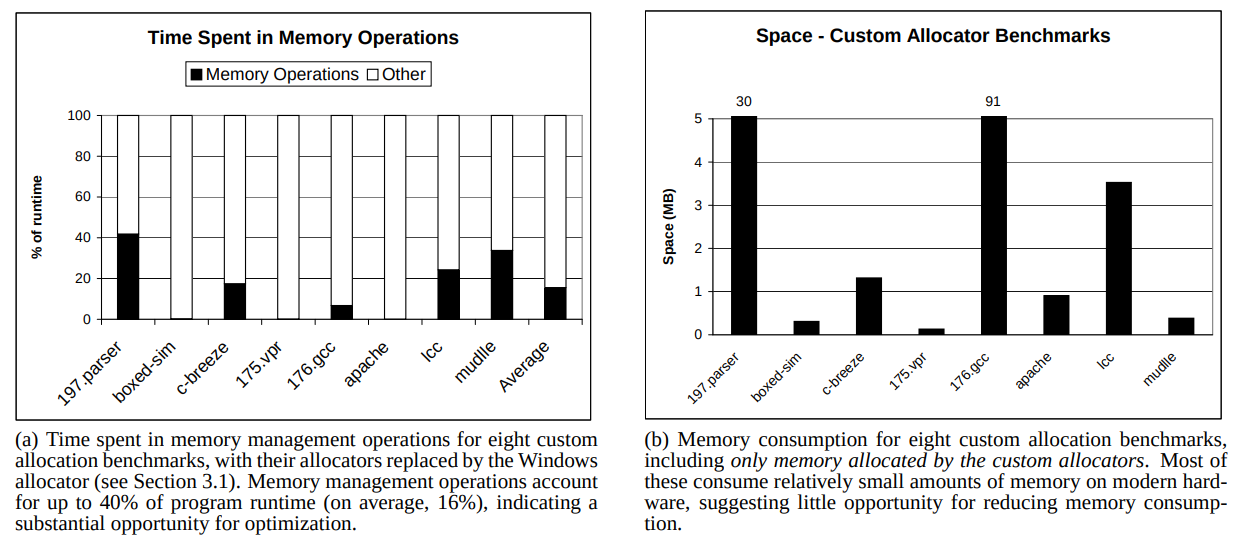 Time Spent in Memory Operations
Memory Operations Other
100
80
60
40
20
0
% of runtime
197.parser
boxed-sim
c-breeze
175.vpr
176.gcc
apache
lcc
mudlle
Average
(a) Time spent in memory management operations for eight custom
allocation benchmarks, with their allocators replaced by the Windows
allocator (see Section 3.1). Memory management operations account
for up to 40% of program runtime (on average, 16%), indicating a
substantial opportunity for optimization.
Space - Custom Allocator Benchmarks
30
91
5
4
3
2
1
0
Space (MB)
197.parser
boxed-sim
c-breeze
175.vpr
176.gcc
apache
lcc
mudlle
(b) Memory consumption for eight custom allocation benchmarks,
including only memory allocated by the custom allocators. Most of
these consume relatively small amounts of memory on modern hard-
ware, suggesting little opportunity for reducing memory consump-
tion.